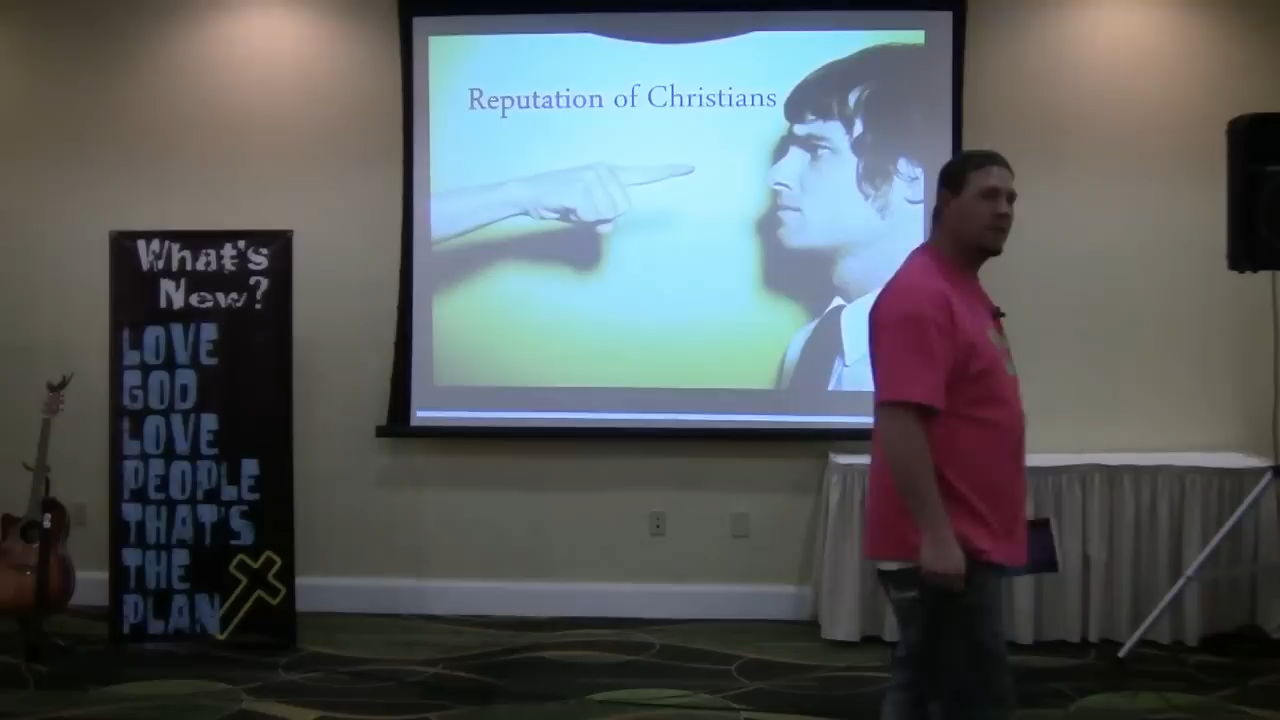 Reputation of Christians
What's
New?
LOVE
GOD
LOVE
PEOPLE
THAT'S
THE
PLAN